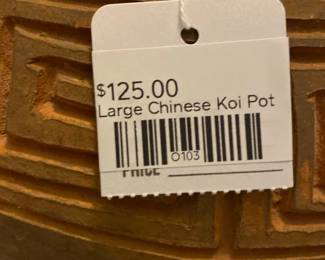 $125.00
Large Chinese Koi Pot
O103
PRICE